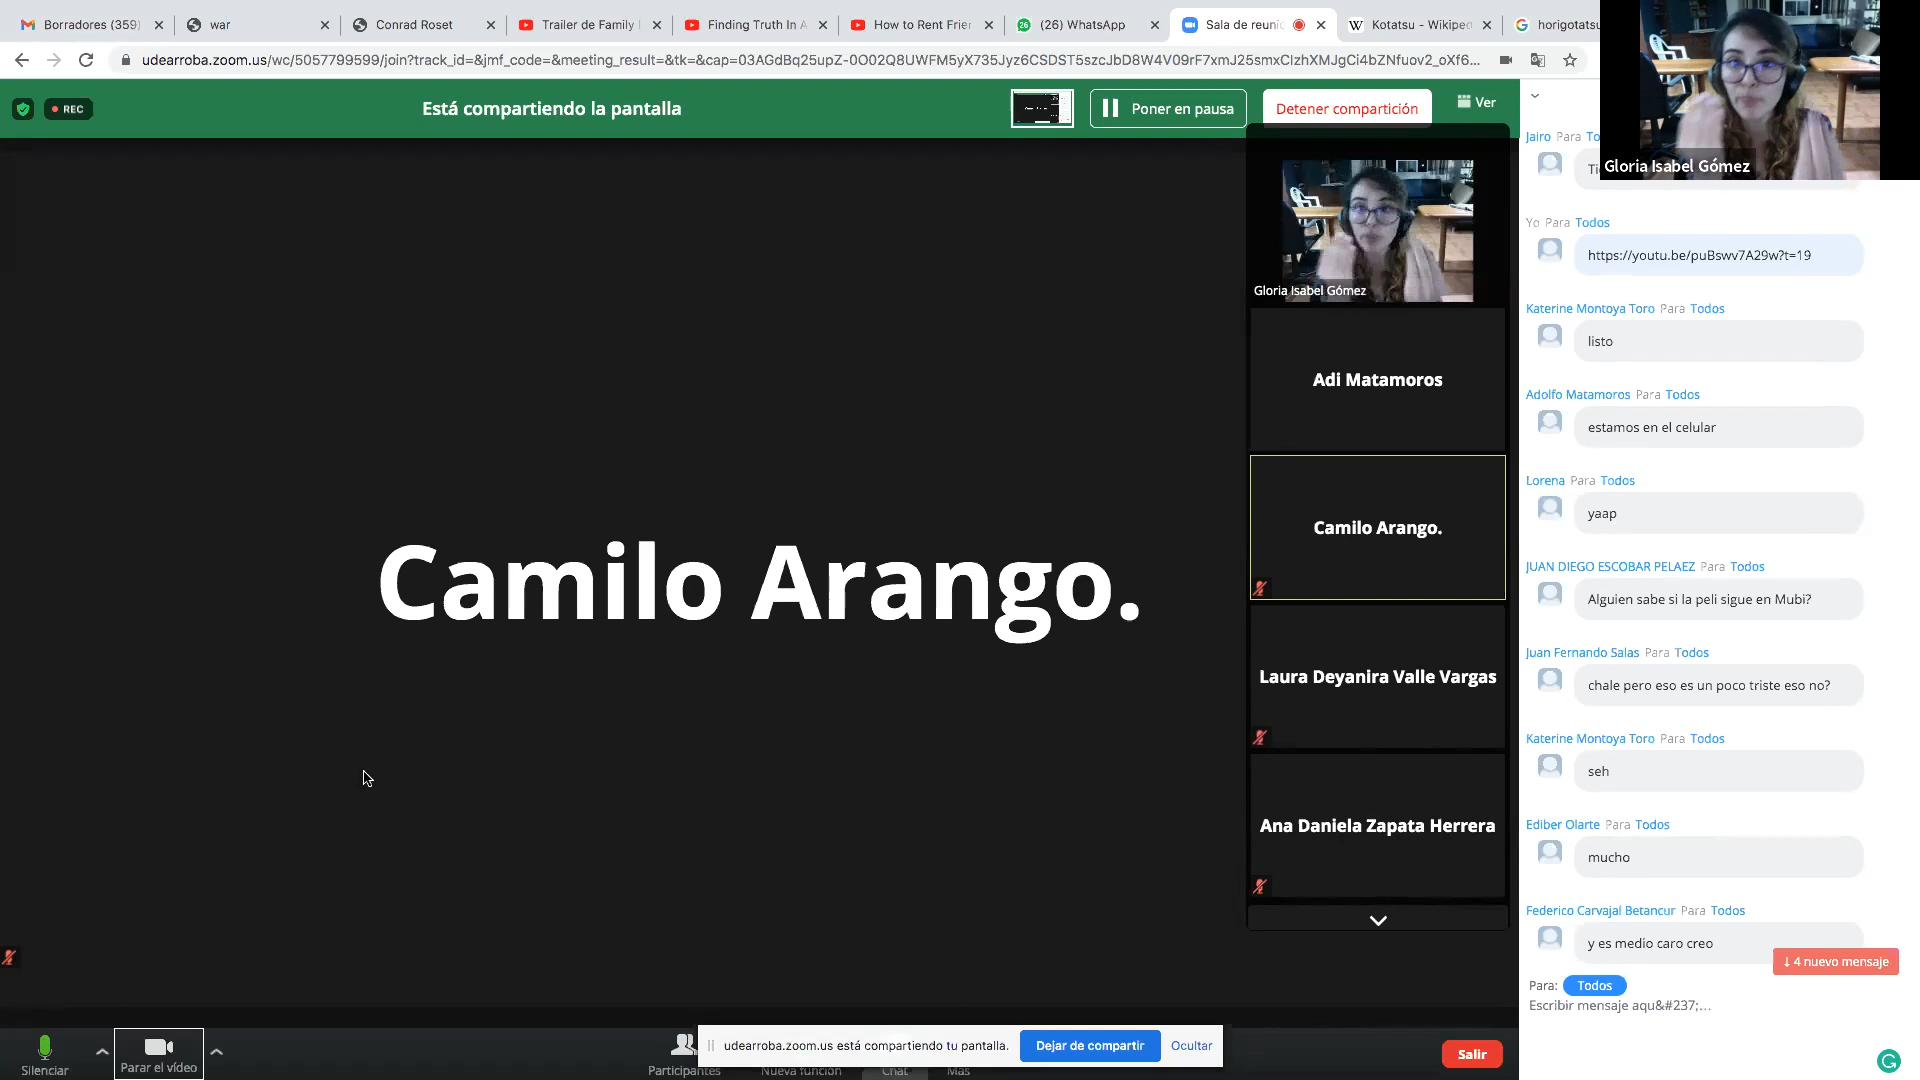 Borradores (359)
war
Conrad Roset
Trailer de Family
Finding Truth In A
How to Rent Frier
(26) WhatsApp
Sala de reuni
Kotatsu - Wikiped
horigotatsu
udearroba.zoom.us/wc/5057799599/join?track_id=&jmf_code=&meeting_result=&tk=&cap=03AGdBq25upZ-0O02Q8UWFM5yX735Jyz6CSDST5szcJbD8W4V09rF7xmJ25smxClzhXMJgCi4bZNfuov2_oXf6...
REC
Está compartiendo la pantalla
Poner en pausa
Detener compartición
Ver
Gloria Isabel Gómez
Gloria Isabel Gómez
Adi Matamoros
Camilo Arango.
Laura Deyanira Valle Vargas
Ana Daniela Zapata Herrera
Camilo Arango.
Jairo Para To
Ti
Yo Para Todos
https://youtu.be/puBswv7A29w?t=19
Katerine Montoya Toro Para Todos
listo
Adolfo Matamoros Para Todos
estamos en el celular
Lorena Para Todos
yaap
JUAN DIEGO ESCOBAR PELAEZ Para Todos
Alguien sabe si la peli sigue en Mubi?
Juan Fernando Salas Para Todos
chale pero eso es un poco triste eso no?
Katerine Montoya Toro Para Todos
seh
Ediber Olarte Para Todos
mucho
Federico Carvajal Betancur Para Todos
y es medio caro creo
↓ 4 nuevo mensaje
Para: Todos
Escribir mensaje aqu&#237;...
Silenciar
Parar el vídeo
Participantes
Nueva función
Chat
Más
udearroba.zoom.us está compartiendo tu pantalla.
Dejar de compartir
Ocultar
Salir